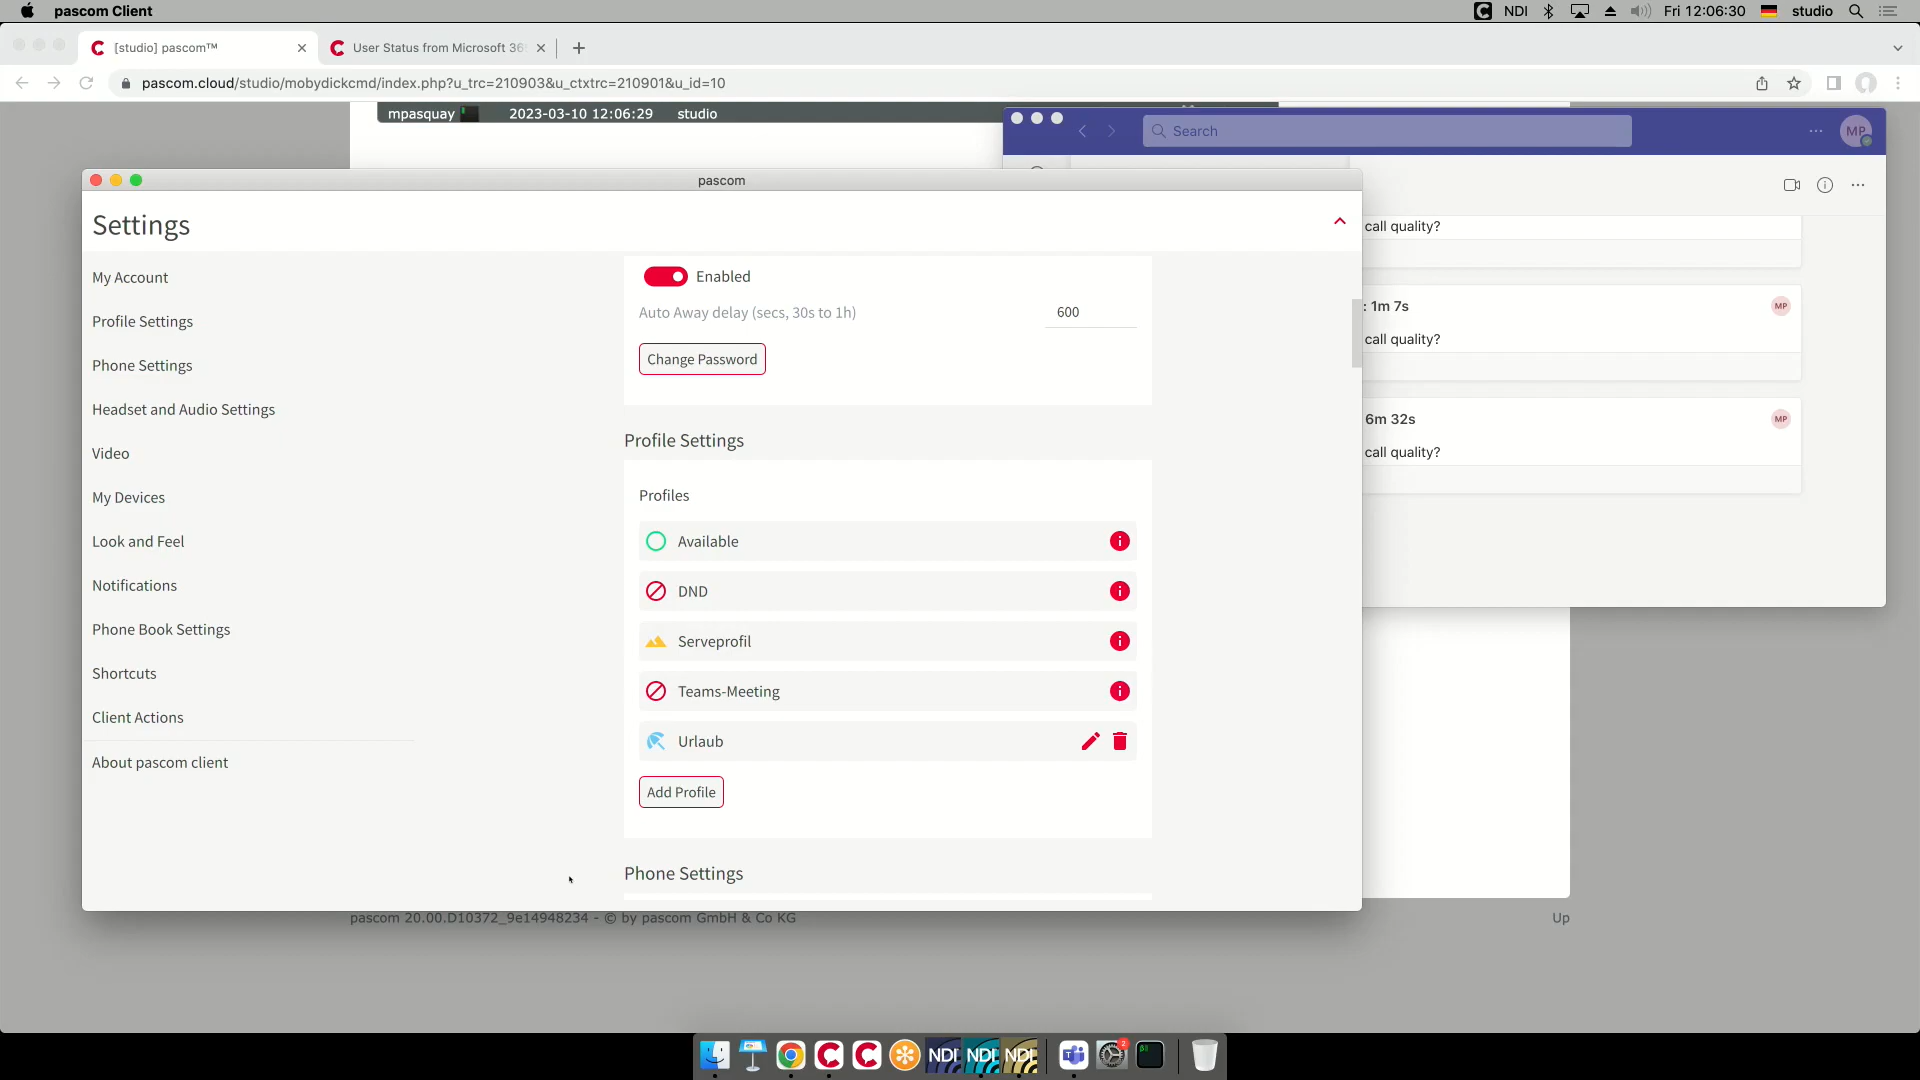 pascom Client
NDI
Fri 12:06:30
studio
[studio] pascom™
User Status from Microsoft 36
pascom.cloud/studio/mobydickcmd/index.php?u_trc=210903&u_ctxtrc=210901&u_id=10
mpasquay
2023-03-10 12:06:29
studio
Search
MP
pascom
Settings
My Account
Profile Settings
Phone Settings
Headset and Audio Settings
Video
My Devices
Look and Feel
Notifications
Phone Book Settings
Shortcuts
Client Actions
About pascom client
Enabled
Auto Away delay (secs, 30s to 1h)
600
Change Password
Profile Settings
Profiles
Available
DND
Serveprofil
Teams-Meeting
Urlaub
Add Profile
Phone Settings
call quality?
: 1m 7s
MP
call quality?
6m 32s
MP
call quality?
pascom 20.00.D10372_9e14948234 - © by pascom GmbH & Co KG
Up
NDI
NDI
NDI
2